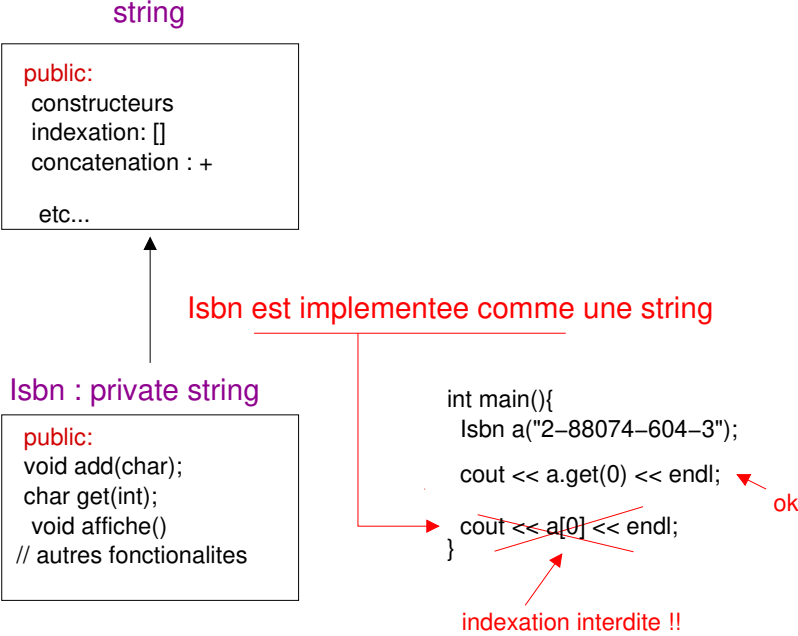 string
public:
constructeurs
indexation: []
concatenation : +
etc...
Isbn est implementee comme une string
Isbn : private string
public:
void add(char);
char get(int);
void affiche()
// autres fonctionalites
int main(){
Isbn a("2−88074−604−3");
cout << a.get(0) << endl;
ok
cout << a[0] << endl;
}
indexation interdite !!